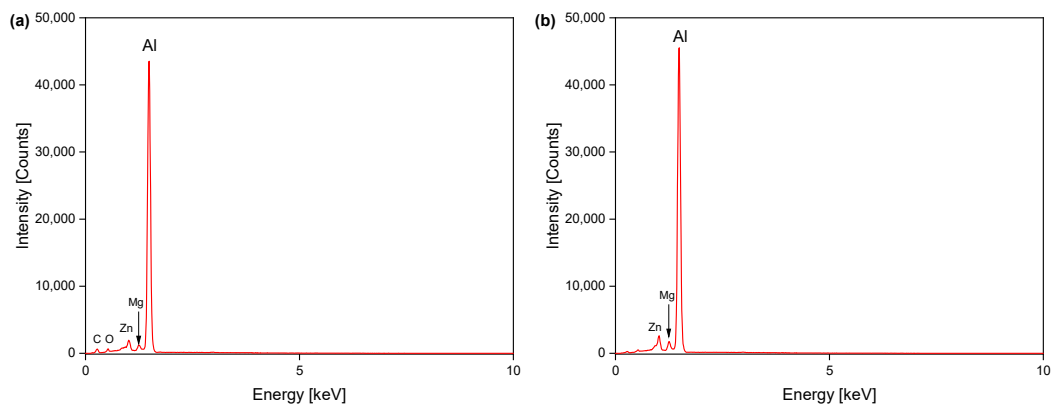 (a)
50,000
40,000
30,000
20,000
10,000
0
Intensity [Counts]
Al
Mg
Zn
C O
0 5 10
Energy [keV]
(b)
50,000
40,000
30,000
20,000
10,000
0
Intensity [Counts]
Al
Mg
Zn
0 5 10
Energy [keV]